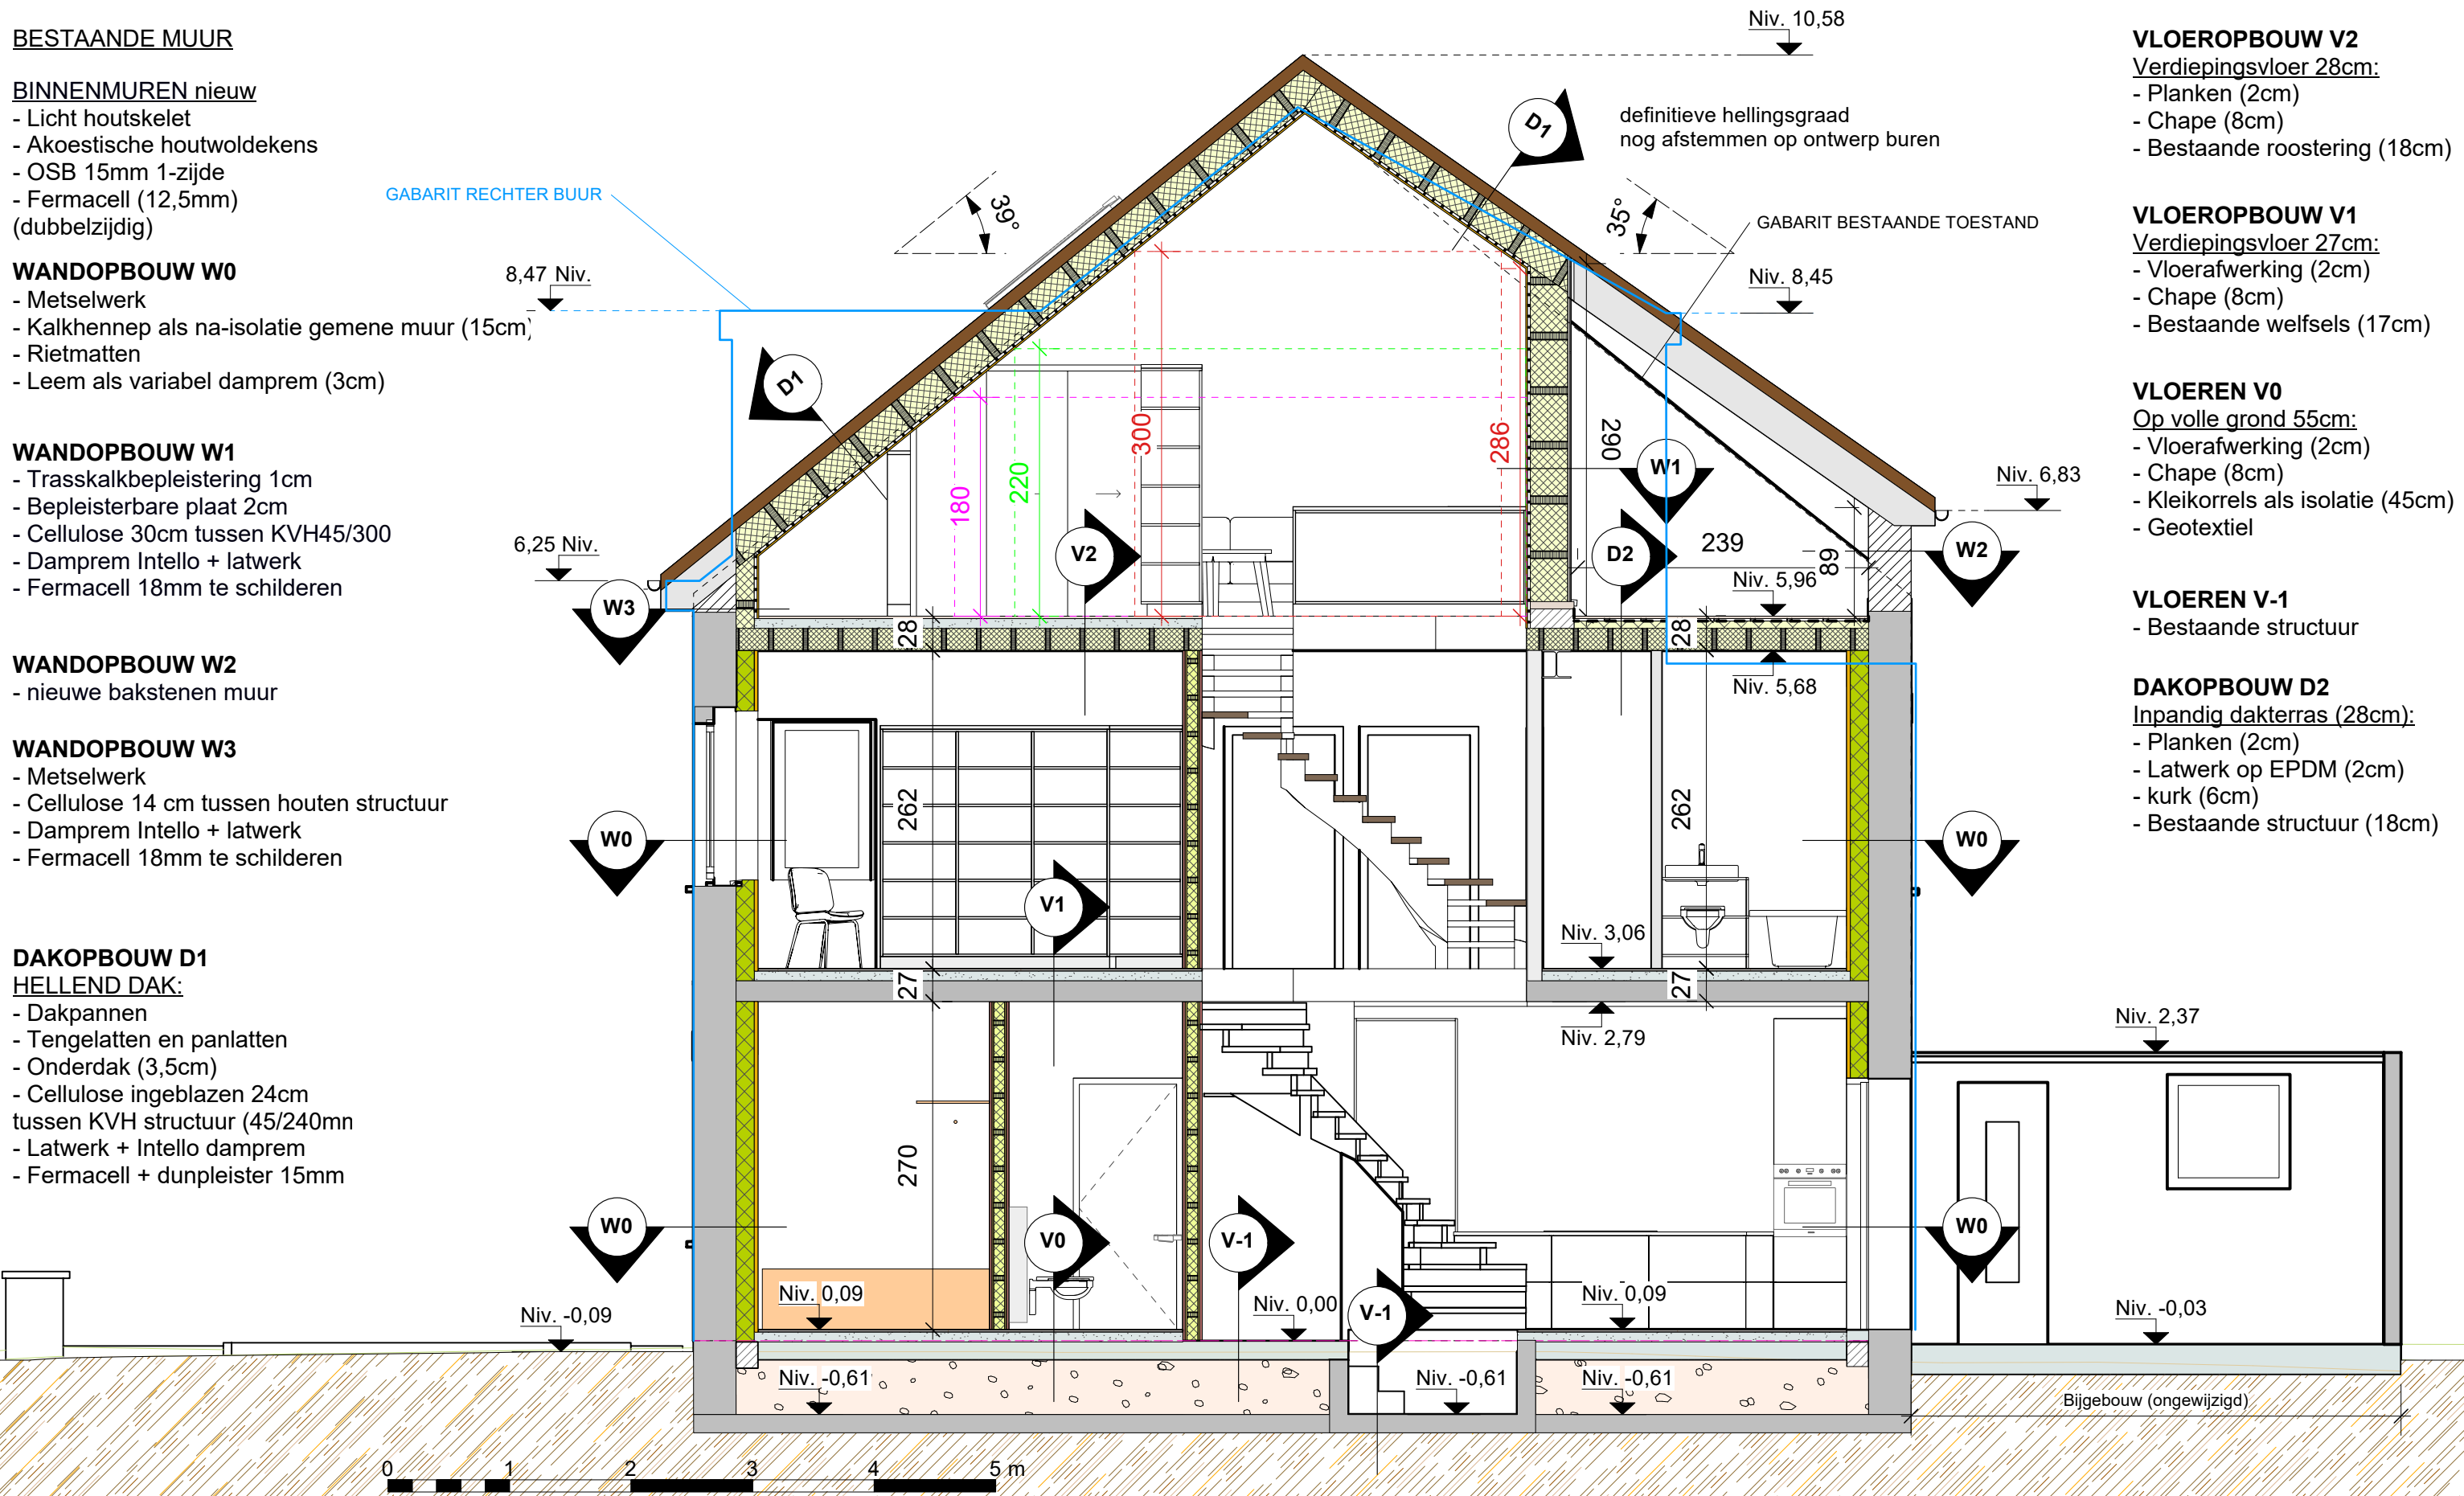 BESTAANDE MUUR
BINNENMUREN nieuw
- Licht houtskelet
- Akoestische houtwoldekens
- OSB 15mm 1-zijde
- Fermacell (12,5mm)
(dubbelzijdig)
WANDOPBOUW W0
- Metselwerk
- Kalkhennep als na-isolatie gemene muur (15cm)
- Rietmatten
- Leem als variabel damprem (3cm)
WANDOPBOUW W1
- Trasskalkbepleistering 1cm
- Bepleisterbare plaat 2cm
- Cellulose 30cm tussen KVH45/300
- Damprem Intello + latwerk
- Fermacell 18mm te schilderen
WANDOPBOUW W2
- nieuwe bakstenen muur
WANDOPBOUW W3
- Metselwerk
- Cellulose 14 cm tussen houten structuur
- Damprem Intello + latwerk
- Fermacell 18mm te schilderen
DAKOPBOUW D1
HELLEND DAK:
- Dakpannen
- Tengelatten en panlatten
- Onderdak (3,5cm)
- Cellulose ingeblazen 24cm
tussen KVH structuur (45/240mm
- Latwerk + Intello damprem
- Fermacell + dunpleister 15mm
GABARIT RECHTER BUUR
8,47 Niv.
6,25 Niv.
Niv. 10,58
D1
definitieve hellingsgraad
nog afstemmen op ontwerp buren
39°
35°
GABARIT BESTAANDE TOESTAND
Niv. 8,45
D1
300
286
290
180
220
W1
Niv. 6,83
V2
D2
239
89
W2
Niv. 5,96
W3
28
28
Niv. 5,68
262
262
W0
W0
V1
Niv. 3,06
27
27
Niv. 2,79
Niv. 2,37
270
W0
V0
V-1
W0
Niv. 0,09
Niv. 0,00
V-1
Niv. 0,09
Niv. -0,09
Niv. -0,03
Niv. -0,61
Niv. -0,61
Niv. -0,61
Bijgebouw (ongewijzigd)
0 1 2 3 4 5 m
VLOEROPBOUW V2
Verdiepingsvloer 28cm:
- Planken (2cm)
- Chape (8cm)
- Bestaande roostering (18cm)
VLOEROPBOUW V1
Verdiepingsvloer 27cm:
- Vloerafwerking (2cm)
- Chape (8cm)
- Bestaande welfsels (17cm)
VLOEREN V0
Op volle grond 55cm:
- Vloerafwerking (2cm)
- Chape (8cm)
- Kleikorrels als isolatie (45cm)
- Geotextiel
VLOEREN V-1
- Bestaande structuur
DAKOPBOUW D2
Inpandig dakterras (28cm):
- Planken (2cm)
- Latwerk op EPDM (2cm)
- kurk (6cm)
- Bestaande structuur (18cm)